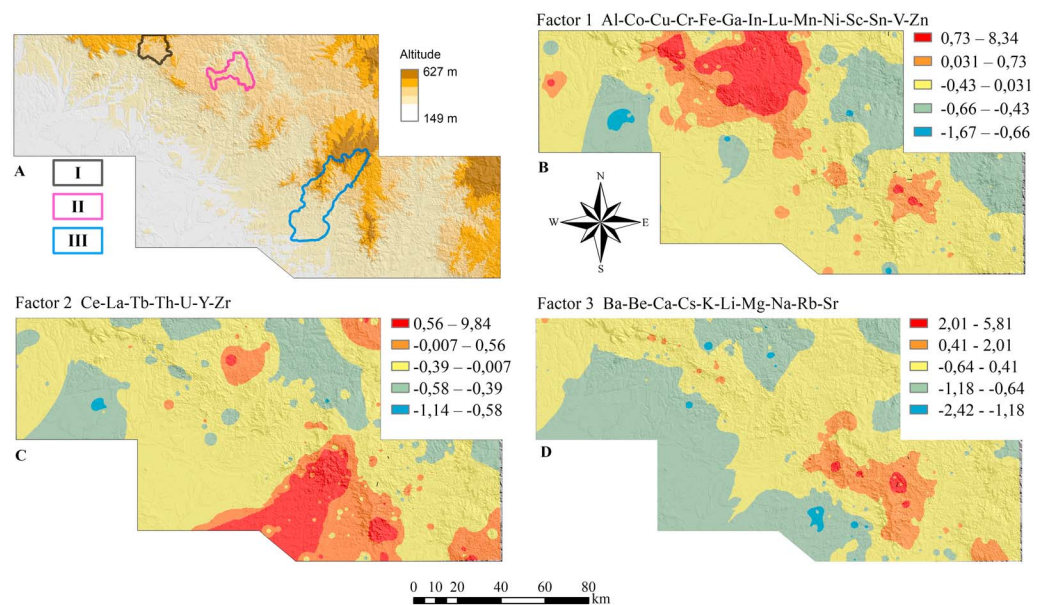 Altitude
627 m
149 m
A
I
II
III
Factor 1 Al-Co-Cu-Cr-Fe-Ga-In-Lu-Mn-Ni-Sc-Sn-V-Zn
0,73 – 8,34
0,031 – 0,73
-0,43 – 0,031
-0,66 – -0,43
-1,67 – -0,66
B
N
W E
S
Factor 2 Ce-La-Tb-Th-U-Y-Zr
0,56 – 9,84
-0,007 – 0,56
-0,39 – -0,007
-0,58 – -0,39
-1,14 – -0,58
C
Factor 3 Ba-Be-Ca-Cs-K-Li-Mg-Na-Rb-Sr
2,01 - 5,81
0,41 - 2,01
-0,64 - 0,41
-1,18 - -0,64
-2,42 - -1,18
D
0 10 20 40 60 80
km